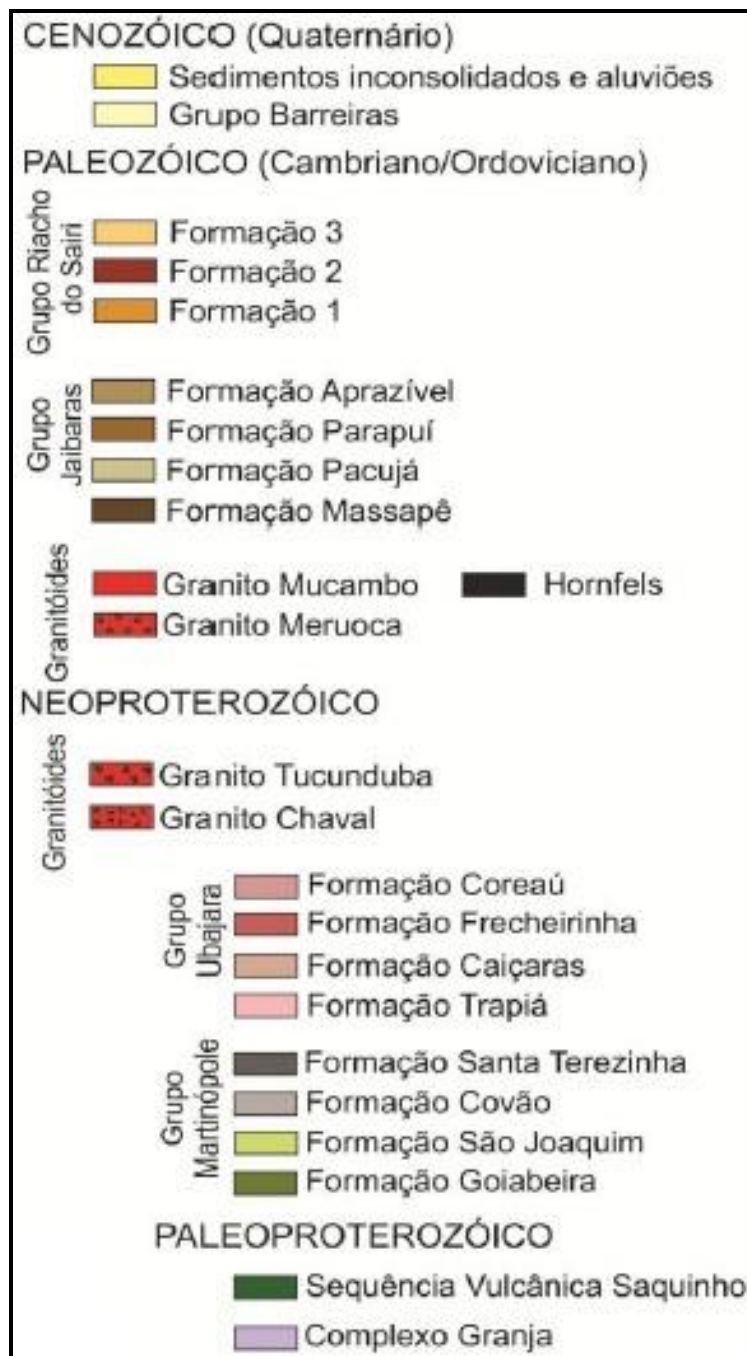 CENOZÓICO (Quaternário)
Sedimentos inconsolidados e aluviões
Grupo Barreiras
PALEOZÓICO (Cambriano/Ordoviciano)
Grupo Riacho
do Sairi
Formação 3
Formação 2
Formação 1
Grupo
Jaibaras
Formação Aprazível
Formação Parapuí
Formação Pacujá
Formação Massapê
Granitóides
Granito Mucambo
Hornfels
Granito Meruoca
NEOPROTEROZÓICO
Granitóides
Granito Tucunduba
Granito Chaval
Grupo
Ubajara
Formação Coreaú
Formação Frecheirinha
Formação Caiçaras
Formação Trapiá
Grupo
Martinópole
Formação Santa Terezinha
Formação Covão
Formação São Joaquim
Formação Goiabeira
PALEOPROTEROZÓICO
Sequência Vulcânica Saquinho
Complexo Granja